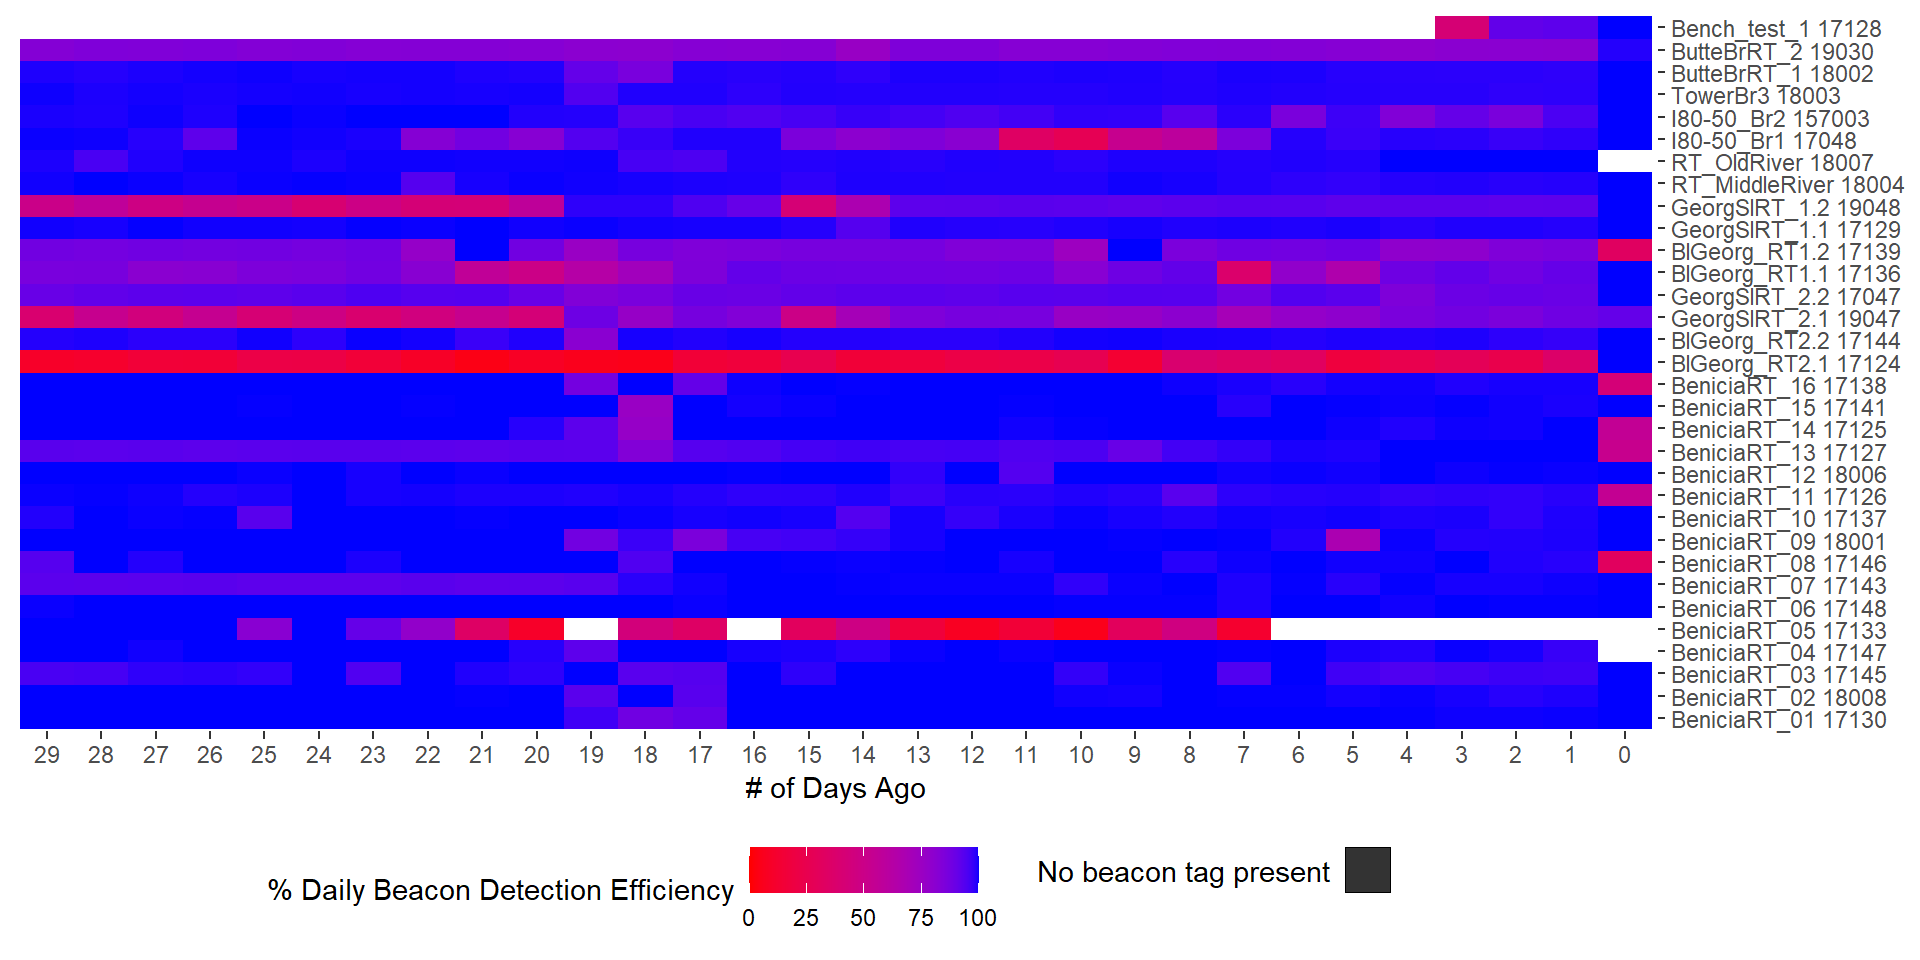 Bench_test_1 17128
ButteBrRT_2 19030
ButteBrRT_1 18002
TowerBr3 18003
I80-50_Br2 157003
I80-50_Br1 17048
RT_OldRiver 18007
RT_MiddleRiver 18004
GeorgSlRT_1.2 19048
GeorgSlRT_1.1 17129
BlGeorg_RT1.2 17139
BlGeorg_RT1.1 17136
GeorgSlRT_2.2 17047
GeorgSlRT_2.1 19047
BlGeorg_RT2.2 17144
BlGeorg_RT2.1 17124
BeniciaRT_16 17138
BeniciaRT_15 17141
BeniciaRT_14 17125
BeniciaRT_13 17127
BeniciaRT_12 18006
BeniciaRT_11 17126
BeniciaRT_10 17137
BeniciaRT_09 18001
BeniciaRT_08 17146
BeniciaRT_07 17143
BeniciaRT_06 17148
BeniciaRT_05 17133
BeniciaRT_04 17147
BeniciaRT_03 17145
BeniciaRT_02 18008
BeniciaRT_01 17130
29 28 27 26 25 24 23 22 21 20 19 18 17 16 15 14 13 12 11 10 9 8 7 6 5 4 3 2 1 0
# of Days Ago
% Daily Beacon Detection Efficiency
0 25 50 75 100
No beacon tag present